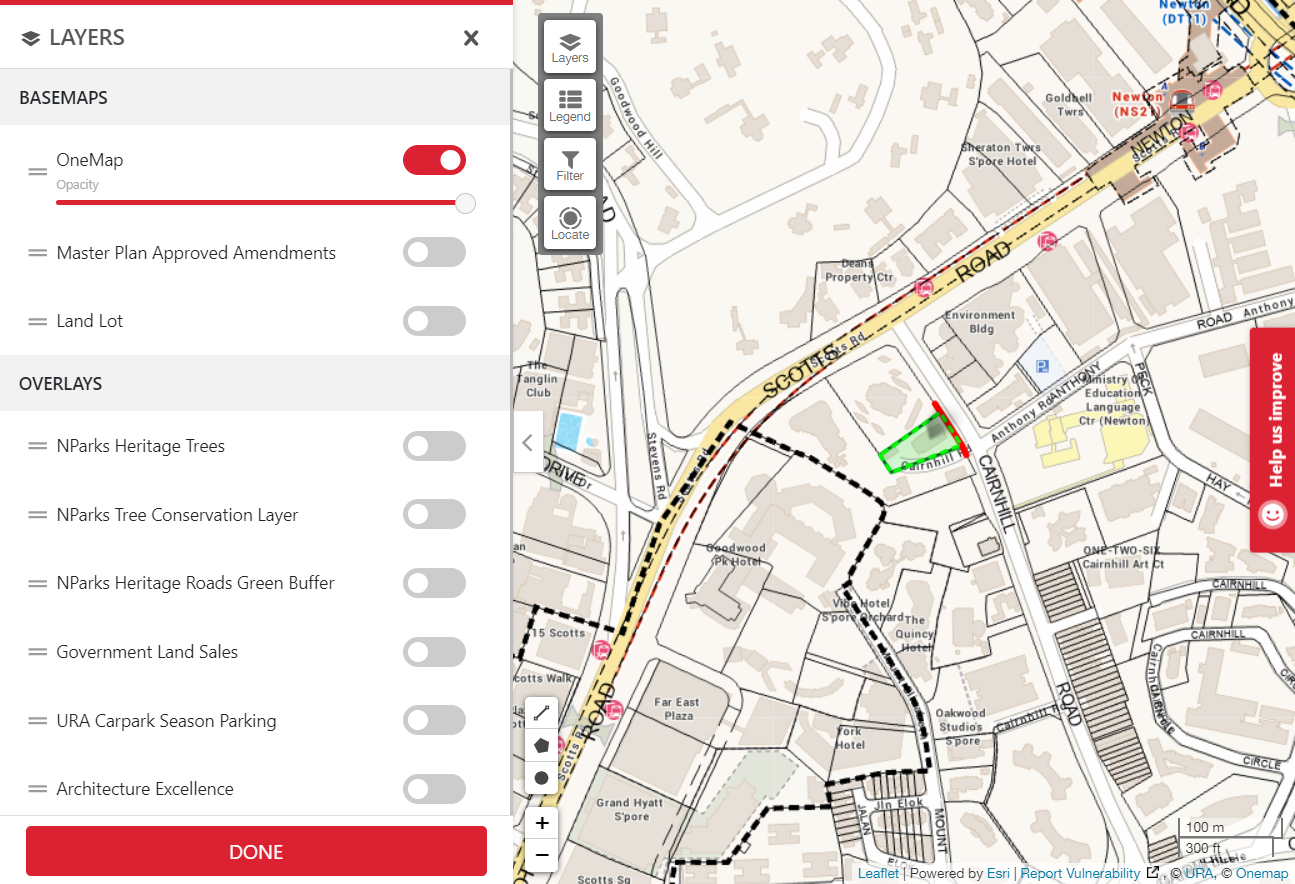 LAYERS
BASEMAPS
OneMap
Opacity
Master Plan Approved Amendments
Land Lot
OVERLAYS
NParks Heritage Trees
NParks Tree Conservation Layer
NParks Heritage Roads Green Buffer
Government Land Sales
URA Carpark Season Parking
Architecture Excellence
DONE
Layers
Legend
Filter
Locate
Help us improve
Goodwood Hill
Newton
(DT11)
Newton
(NS21)
NEWTON
Goldhill
Twrs
Sheraton Twrs
S'pore Hotel
ROAD
Deans
Property Ctr
Environment
Bldg
ROAD
Anthony
SCOTTS
Scotts Rd
The
Tanglin
Club
P
PECK
ANTHONY
Anthony Rd
Ministry Of
Education
Language
Ctr (Newton)
Stevens Rd
DRIVE
Cairnhill
CAIRNHILL
HAY
Goodwood
Pk Hotel
ONE-TWO-SIX
Cairnhill Art Ct
Vibe Hotel
S'pore Orchard
The
Quincy
Hotel
CAIRNHILL
CAIRNHILL
Cairnhill
CIRCLE
15 Scotts
Scotts Walk
ROAD
Far East
Plaza
Oakwood
Studios
S'pore
Cairnhill Rd
ROAD
York
Hotel
Grand Hyatt
S'pore
Jln Elok
JALAN
MOUNT
Scotts Sq
+
−
100 m
300 ft
Leaflet | Powered by Esri | Report Vulnerability , © URA, © Onemap